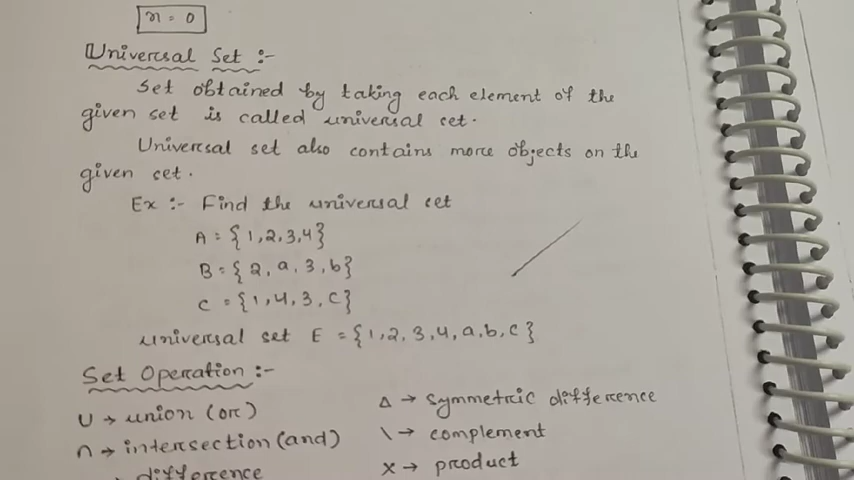 n = 0
Universal Set :-
Set obtained by taking each element of the
given set is called universal set.
Universal set also contains more objects on the
given set.
Ex :- Find the universal set
A = {1,2,3,4}
B = {2, a, 3, b}
C = {1,4,3, C}
universal set E = {1,2,3,4,a,b,c}
Set Operation :-
∪ → union (or)
∩ → intersection (and)
→ difference
Δ → symmetric difference
\ → complement
× → product